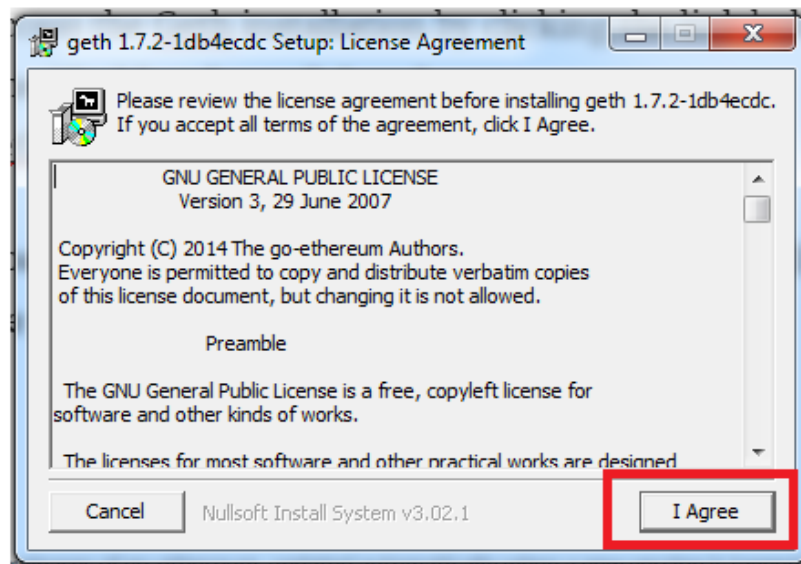 geth 1.7.2-1db4ecdc Setup: License Agreement
Please review the license agreement before installing geth 1.7.2-1db4ecdc.
If you accept all terms of the agreement, click I Agree.
GNU GENERAL PUBLIC LICENSE
Version 3, 29 June 2007
Copyright (C) 2014 The go-ethereum Authors.
Everyone is permitted to copy and distribute verbatim copies
of this license document, but changing it is not allowed.
Preamble
The GNU General Public License is a free, copyleft license for
software and other kinds of works.
The licenses for most software and other practical works are designed
Cancel
Nullsoft Install System v3.02.1
I Agree